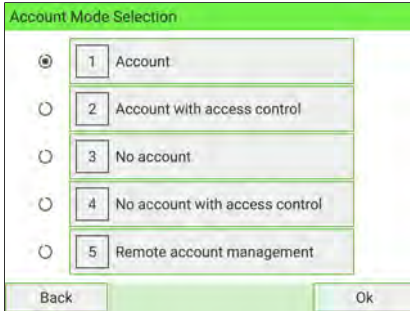 Account Mode Selection
1 Account
2 Account with access control
3 No account
4 No account with access control
5 Remote account management
Back Ok